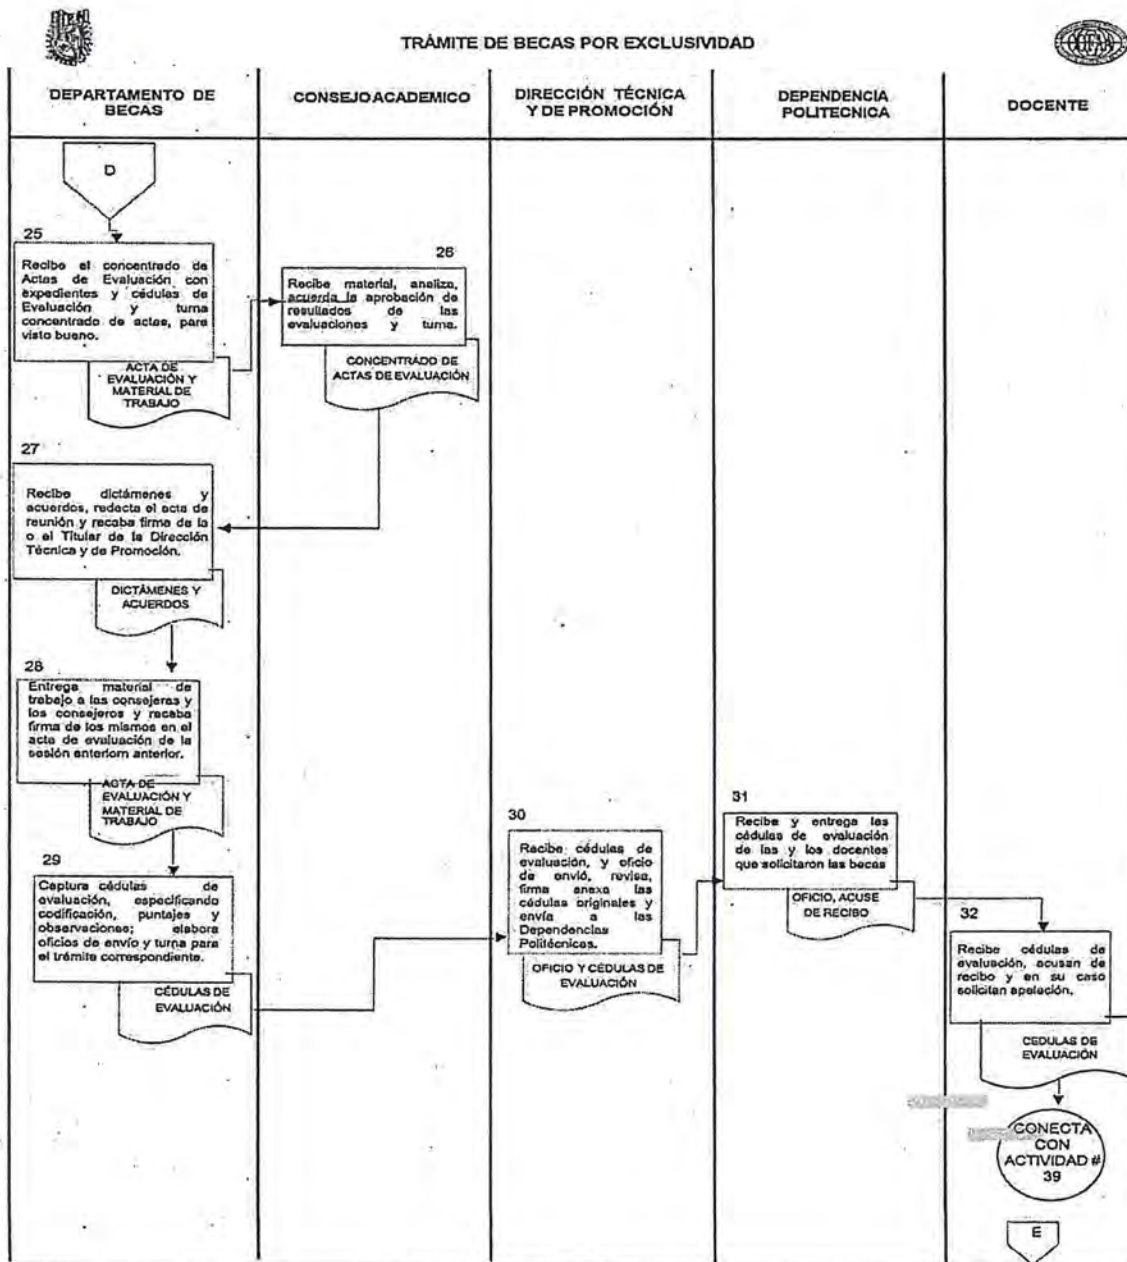 TRÁMITE DE BECAS POR EXCLUSIVIDAD
COFAA
DEPARTAMENTO DE
BECAS
CONSEJO ACADEMICO
DIRECCIÓN TÉCNICA
Y DE PROMOCIÓN
DEPENDENCIA
POLITECNICA
DOCENTE
D
25
Recibe el concentrado de
Actas de Evaluación con
expedientes y cédulas de
Evaluación y turna
concentrado de actas, para
visto bueno.
ACTA DE
EVALUACIÓN Y
MATERIAL DE
TRABAJO
26
Recibe material, analiza,
acuerda la aprobación de
resultados de las
evaluaciones y turna.
CONCENTRADO DE
ACTAS DE EVALUACIÓN
27
Recibe dictámenes y
acuerdos, redacta el acta de
reunión y recaba firma de la
o el Titular de la Dirección
Técnica y de Promoción.
DICTÁMENES Y
ACUERDOS
28
Entrega material de
trabajo a las consejeras y
los consejeros y recaba
firma de los mismos en el
acta de evaluación de la
sesión anteriorn anterior.
ACTA DE
EVALUACIÓN Y
MATERIAL DE
TRABAJO
29
Captura cédulas de
evaluación, especificando
codificación, puntajes y
observaciones; elabora
oficios de envío y turna para
el trámite correspondiente.
CÉDULAS DE
EVALUACIÓN
30
Recibe cédulas de
evaluación, y oficio
de envió, revisa,
firma anexa las
cédulas originales y
envía a las
Dependencias
Politécnicas.
OFICIO Y CÉDULAS DE
EVALUACIÓN
31
Recibe y entrega las
cédulas de evaluación
de las y los docentes
que solicitaron las becas
OFICIO, ACUSE
DE RECIBO
32
Recibe cédulas de
evaluación, acusan de
recibo y en su caso
solicitan apelación.
CEDULAS DE
EVALUACIÓN
CONECTA
CON
ACTIVIDAD #
39
E